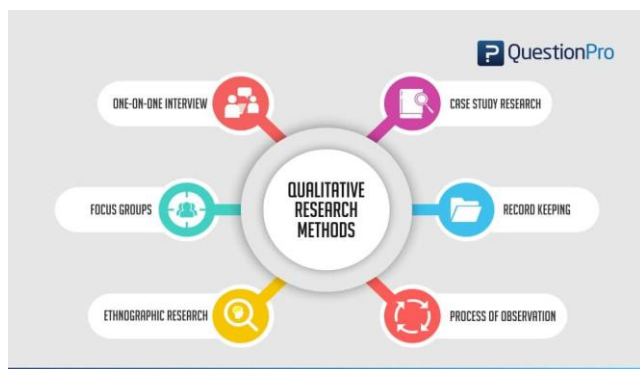 QuestionPro
ONE-ON-ONE INTERVIEW
CASE STUDY RESEARCH
FOCUS GROUPS
QUALITATIVE
RESEARCH
METHODS
RECORD KEEPING
ETHNOGRAPHIC RESEARCH
PROCESS OF OBSERVATION